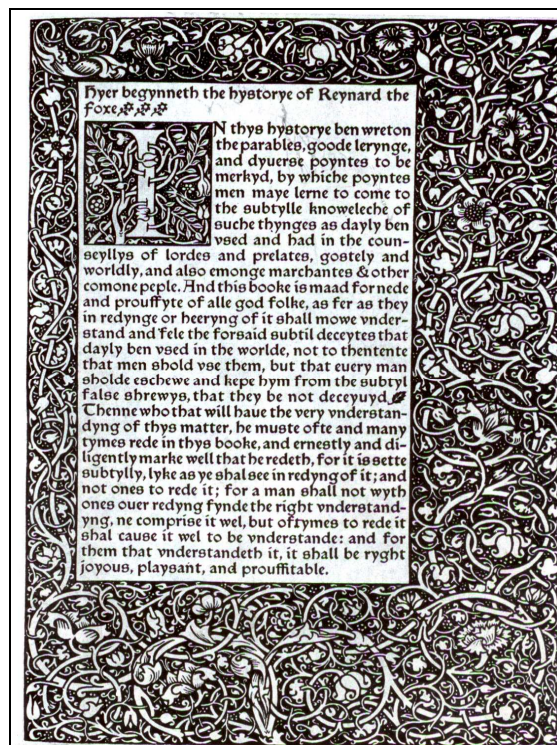 Hyer begynneth the hystorye of Reynard the
foxe
IN thys hystorye ben wreton
the parables, goode lerynge,
and dyuerse poyntes to be
merkyd, by whiche poyntes
men maye lerne to come to
the subtylle knoweleche of
suche thynges as dayly ben
vsed and had in the coun-
seyllys of lordes and prelates, gostely and
worldly, and also emonge marchantes & other
comone peple. And this booke is maad for nede
and prouffyte of alle god folke, as fer as they
in redynge or heeryng of it shall mowe vnder-
stand and fele the forsaid subtil deceytes that
dayly ben vsed in the worlde, not to thentente
that men shold vse them, but that euery man
sholde eschewe and kepe hym from the subtyl
false shrewys, that they be not deceyuyd
Thenne who that will haue the very vnderstan-
dyng of this matter, he muste ofte and many
tymes rede in thys booke, and ernestly and di-
ligently marke well that he redeth, for it is sette
subtylly, lyke as ye shal see in redyng of it; and
not ones to rede it; for a man shall not wyth
ones ouer redyng fynde the right vnderstand-
yng, ne comprise it wel, but oftymes to rede it
shal cause it wel to be vnderstande: and for
them that vnderstandeth it, it shall be ryght
joyous, playsant, and prouffitable.